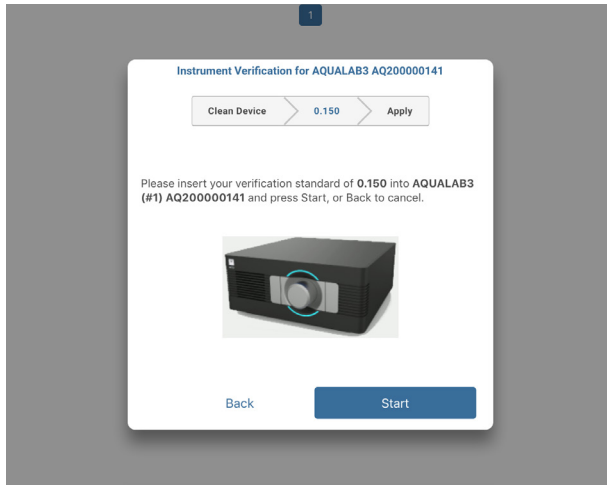 1
Instrument Verification for AQUALAB3 AQ200000141
Clean Device
0.150
Apply
Please insert your verification standard of 0.150 into AQUALAB3
(#1) AQ200000141 and press Start, or Back to cancel.
Back
Start